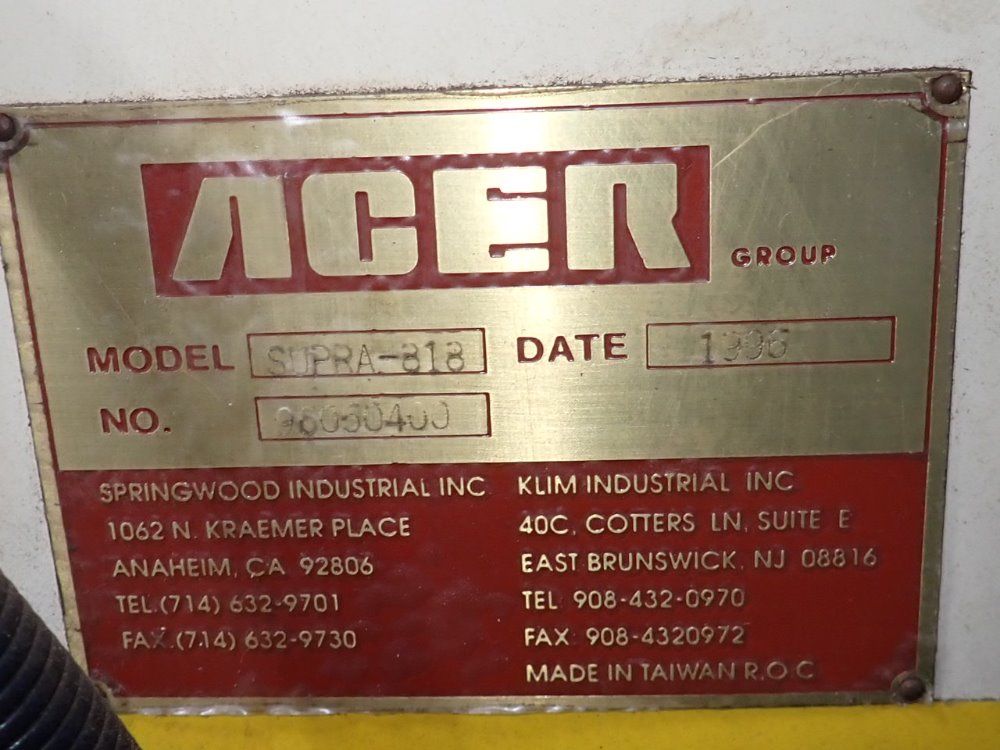 ACER GROUP
MODEL SUPRA-818 DATE 1996
NO.
SPRINGWOOD INDUSTRIAL INC
1062 N. KRAEMER PLACE
ANAHEIM, CA 92806
TEL.(714) 632-9701
FAX.(714) 632-9730
KLIM INDUSTRIAL INC
40C, COTTERS LN, SUITE E
EAST BRUNSWICK, NJ 08816
TEL 908-432-0970
FAX: 908-4320972
MADE IN TAIWAN R.O.C